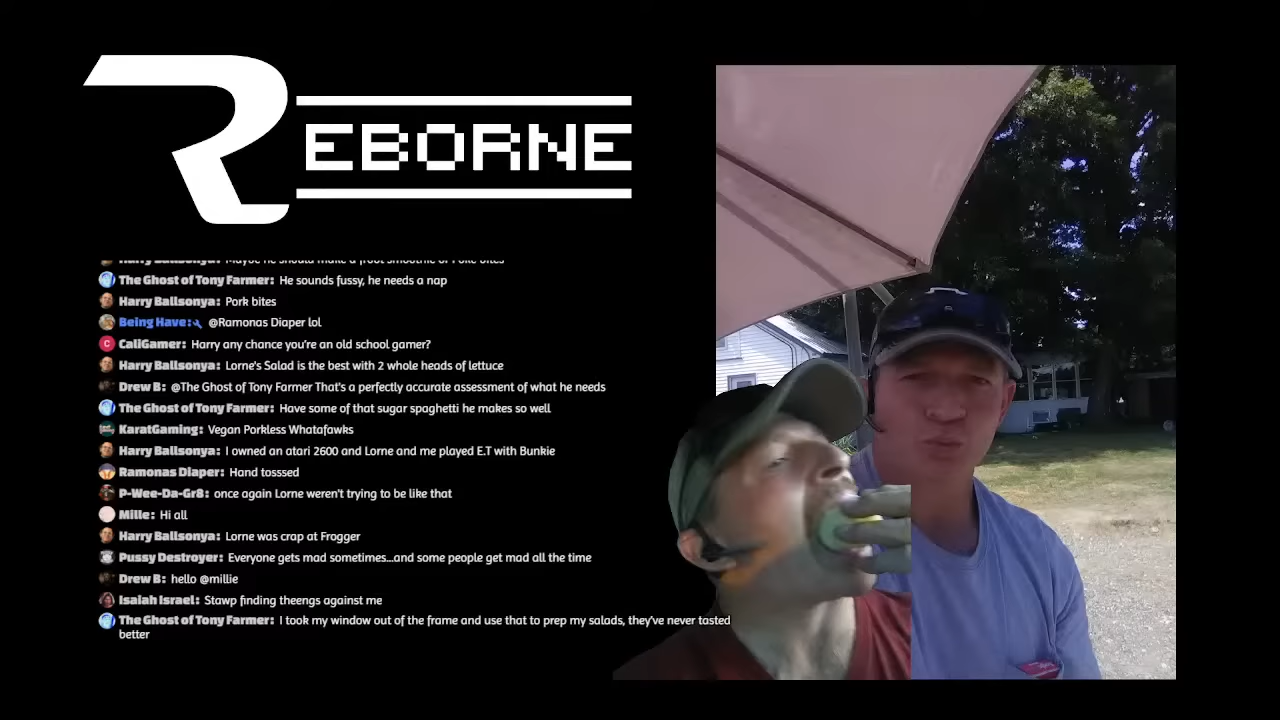 REBORNE
The Ghost of Tony Farmer: He sounds fussy, he needs a nap
Harry Ballsonya: Pork bites
Being Have: @Ramonas Diaper lol
C CaliGamer: Harry any chance you're an old school gamer?
Harry Ballsonya: Lorne's Salad is the best with 2 whole heads of lettuce
Drew B: @The Ghost of Tony Farmer That's a perfectly accurate assessment of what he needs
The Ghost of Tony Farmer: Have some of that sugar spaghetti he makes so well
KaratGaming: Vegan Porkless Whatafawks
Harry Ballsonya: I owned an atari 2600 and Lorne and me played E.T with Bunkie
Ramonas Diaper: Hand tosssed
P-Wee-Da-Gr8: once again Lorne weren't trying to be like that
Mille: Hi all
Harry Ballsonya: Lorne was crap at Frogger
Pussy Destroyer: Everyone gets mad sometimes...and some people get mad all the time
Drew B: hello @millie
Isaiah Israel: Stawp finding theengs against me
The Ghost of Tony Farmer: I took my window out of the frame and use that to prep my salads, they've never tasted
better